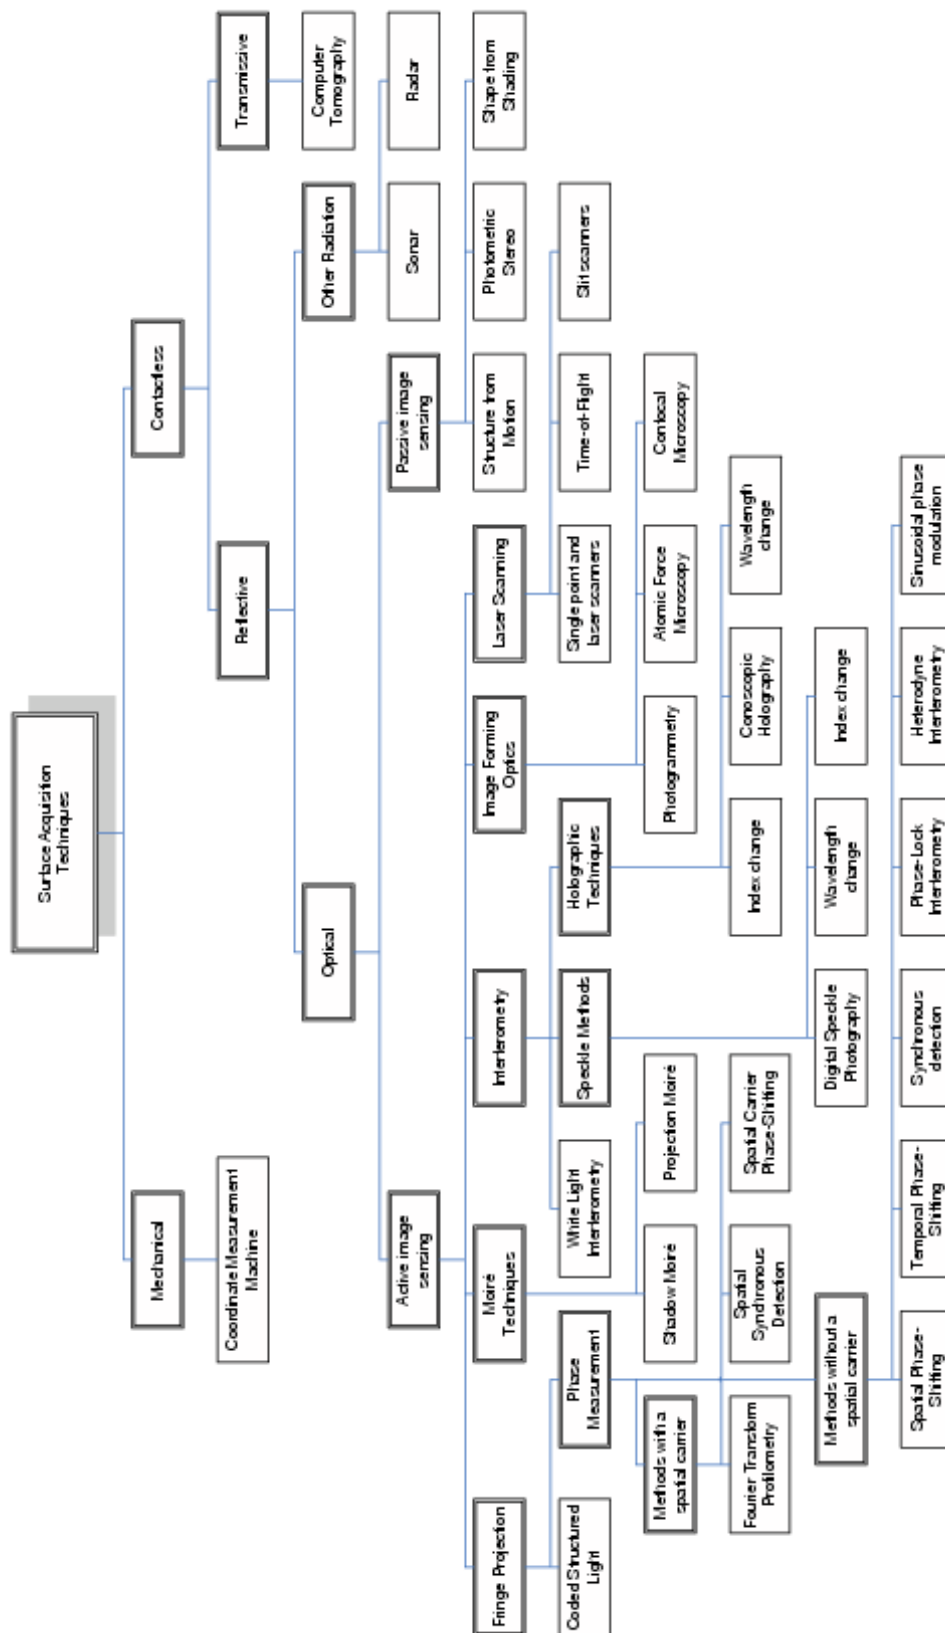 Surface Acquisition
Techniques
Mechanical
Contactless
Coordinate Measurement
Machine
Reflective
Transmissive
Optical
Other Radiation
Computer
Tomography
Active image
sensing
Passive image
sensing
Sonar
Radar
Fringe Projection
Moiré
Techniques
Interferometry
Image Forming
Optics
Laser Scanning
Structure from
Motion
Photometric
Stereo
Shape from
Shading
Coded Structured
Light
Phase
Measurement
White Light
Interferometry
Speckle Methods
Holographic
Techniques
Single point and
laser scanners
Time-of-Flight
Slit scanners
Methods with a
spatial carrier
Shadow Moiré
Projection Moiré
Photogrammetry
Atomic Force
Microscopy
Confocal
Microscopy
Fourier Transform
Profilometry
Spatial
Synchronous
Detection
Spatial Carrier
Phase-Shifting
Index change
Conoscopic
Holography
Wavelength
change
Methods without a
spatial carrier
Digital Speckle
Photography
Wavelength
change
Index change
Spatial Phase-
Shifting
Temporal Phase-
Shifting
Synchronous
detection
Phase-Lock
Interferometry
Heterodyne
Interferometry
Sinusoidal phase
modulation